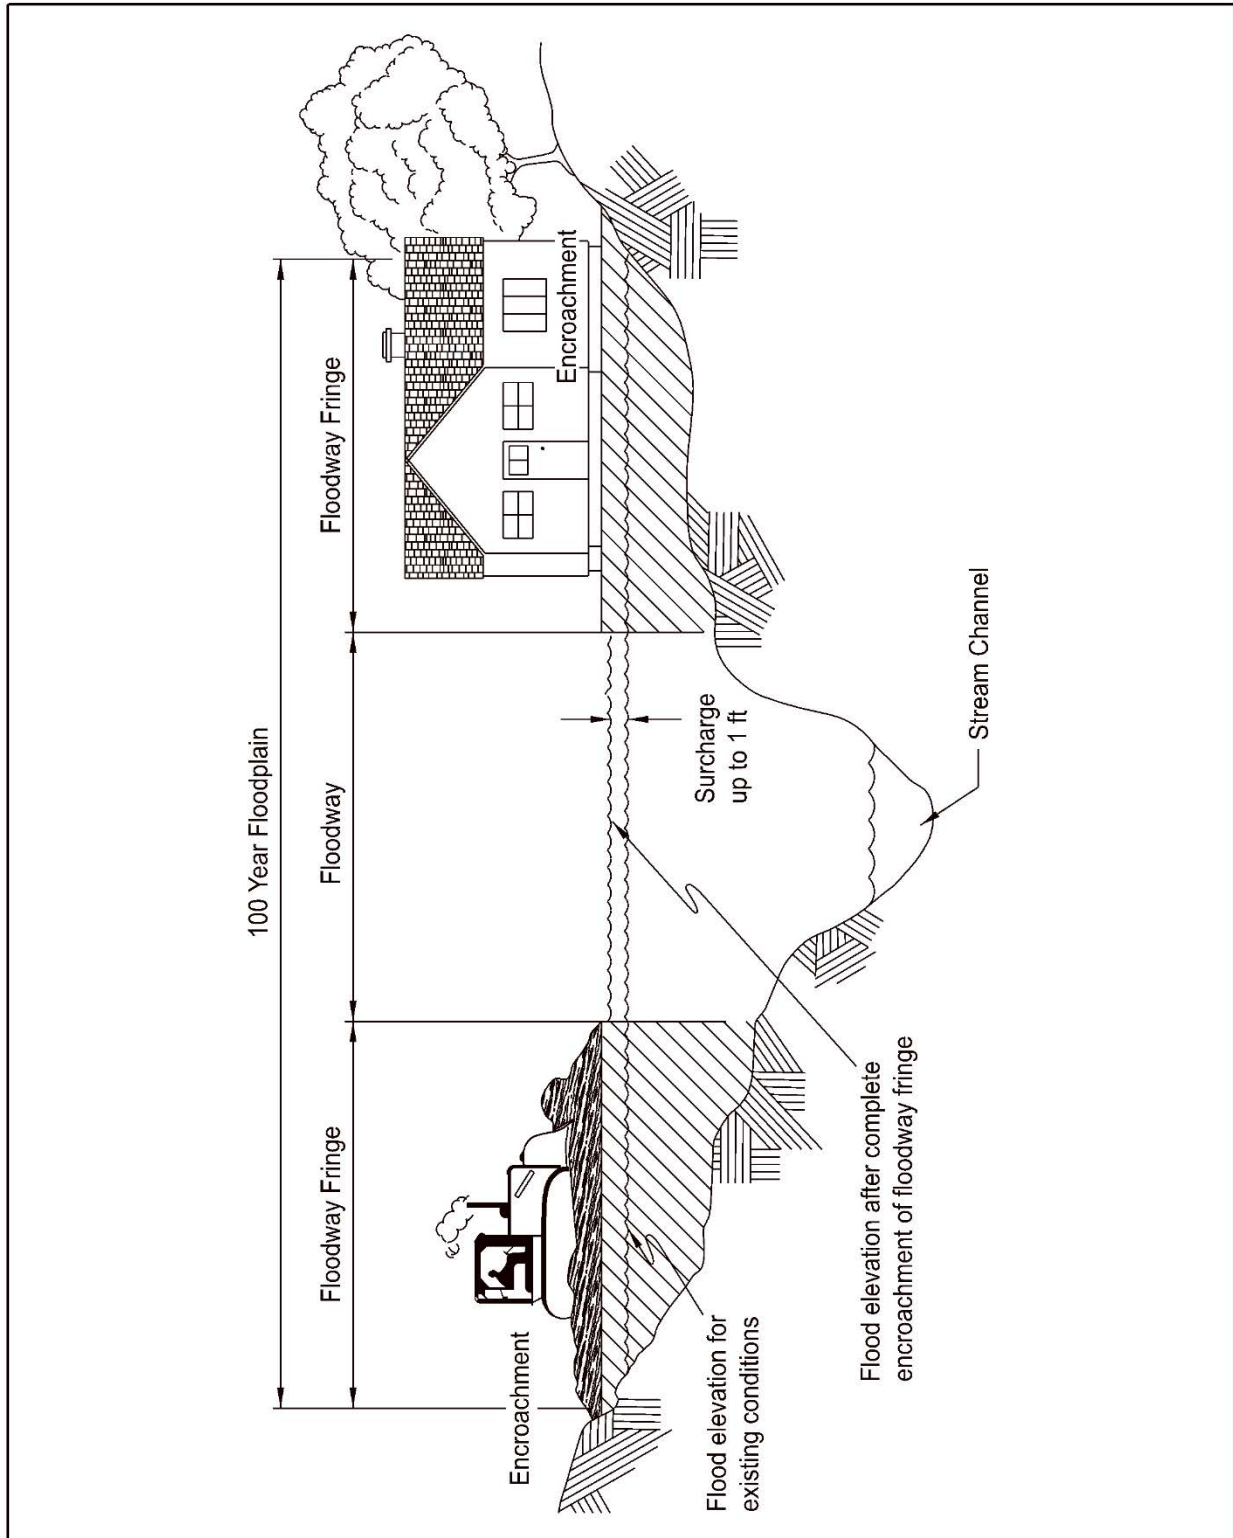 100 Year Floodplain
Floodway Fringe
Floodway
Floodway Fringe
Encroachment
Encroachment
Surcharge
up to 1 ft
Flood elevation for
existing conditions
Flood elevation after complete
encroachment of floodway fringe
Stream Channel